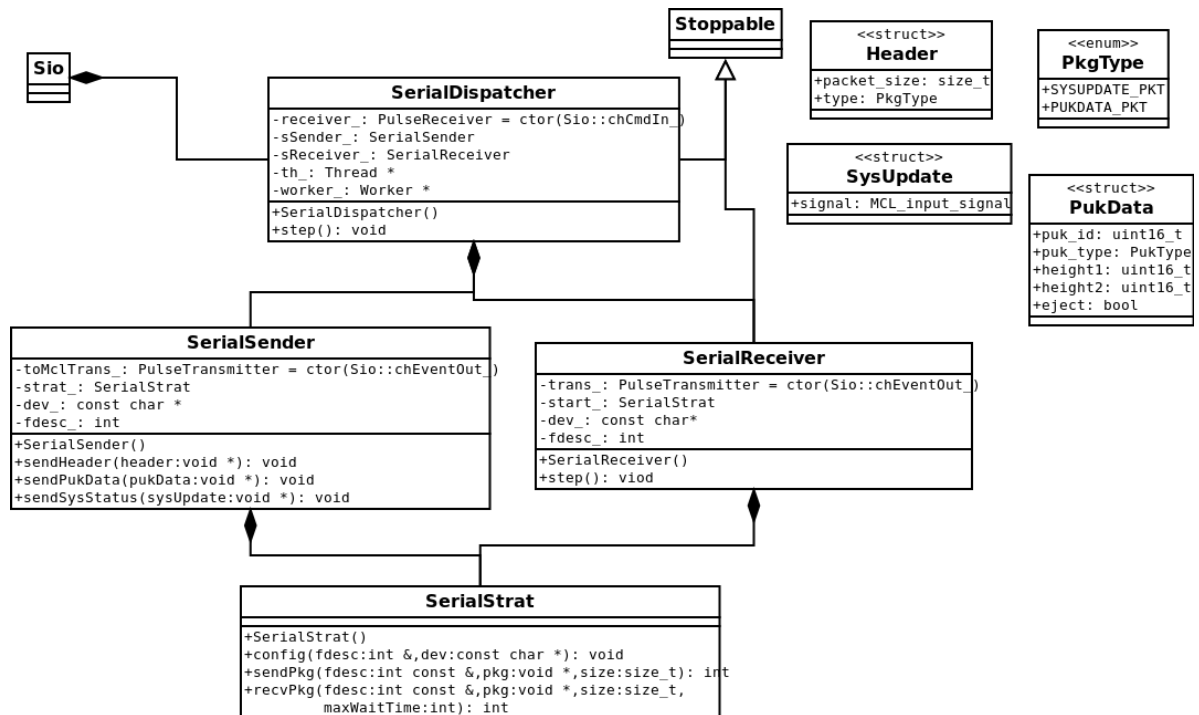 Stoppable
Sio
<<struct>>
Header
+packet_size: size_t
+type: PkgType
<<enum>>
PkgType
+SYSUPDATE_PKT
+PUKDATA_PKT
SerialDispatcher
-receiver_: PulseReceiver = ctor(Sio::chCmdIn_)
-sSender_: SerialSender
-sReceiver_: SerialReceiver
-th_: Thread *
-worker_: Worker *
+SerialDispatcher()
+step(): void
<<struct>>
SysUpdate
+signal: MCL_input_signal
<<struct>>
PukData
+puk_id: uint16_t
+puk_type: PukType
+height1: uint16_t
+height2: uint16_t
+eject: bool
SerialSender
-toMclTrans_: PulseTransmitter = ctor(Sio::chEventOut_)
-strat_: SerialStrat
-dev_: const char *
-fdesc_: int
+SerialSender()
+sendHeader(header:void *): void
+sendPukData(pukData:void *): void
+sendSysStatus(sysUpdate:void *): void
SerialReceiver
-trans_: PulseTransmitter = ctor(Sio::chEventOut_)
-start_: SerialStrat
-dev_: const char*
-fdesc_: int
+SerialReceiver()
+step(): viod
SerialStrat
+SerialStrat()
+config(fdesc:int &,dev:const char *): void
+sendPkg(fdesc:int const &,pkg:void *,size:size_t): int
+recvPkg(fdesc:int const &,pkg:void *,size:size_t,
maxWaitTime:int): int